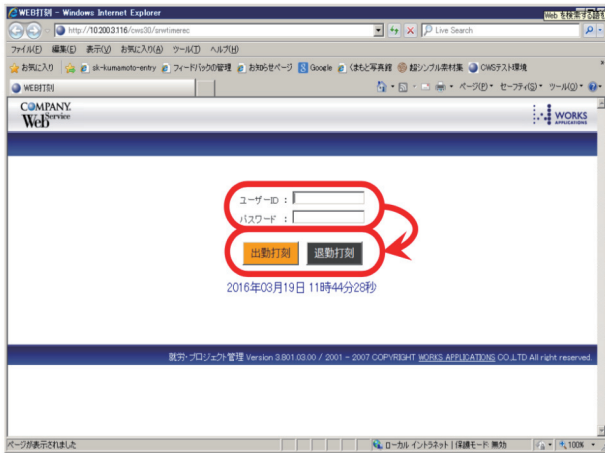 WEB打刻 - Windows Internet Explorer
Web を検索する語を
http://10.2003.116/cws30/srwtimerec
Live Search
ファイル(F) 編集(E) 表示(V) お気に入り(A) ツール(T) ヘルプ(H)
お気に入り sk-kumamoto-entry フィードバックの管理 お知らせページ Google (まもと写真館 超シンプル素材集 CWSテスト環境
WEB打刻
ページ(P) セーフティ(S) ツール(O)
COMPANY.
Web Service
WORKS
APPLICATIONS
ユーザーID :
パスワード :
出勤打刻 退勤打刻
2016年03月19日 11時44分28秒
就労・プロジェクト管理 Version 3.801.03.00 / 2001 - 2007 COPYRIGHT WORKS APPLICATIONS CO.,LTD All right reserved.
ページが表示されました
ローカル イントラネット | 保護モード: 無効
100%